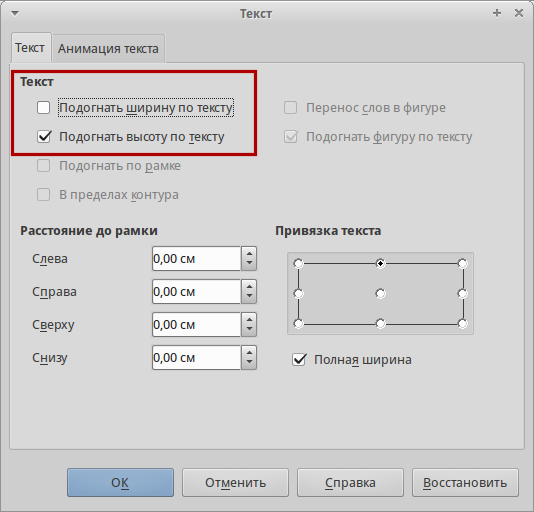 Текст
Текст
Анимация текста
Текст
Подогнать ширину по тексту
Перенос слов в фигуре
Подогнать высоту по тексту
Подогнать фигуру по тексту
Подогнать по рамке
В пределах контура
Расстояние до рамки
Привязка текста
Слева
0,00 см
Справа
0,00 см
Сверху
0,00 см
Снизу
0,00 см
Полная ширина
ОК
Отменить
Справка
Восстановить